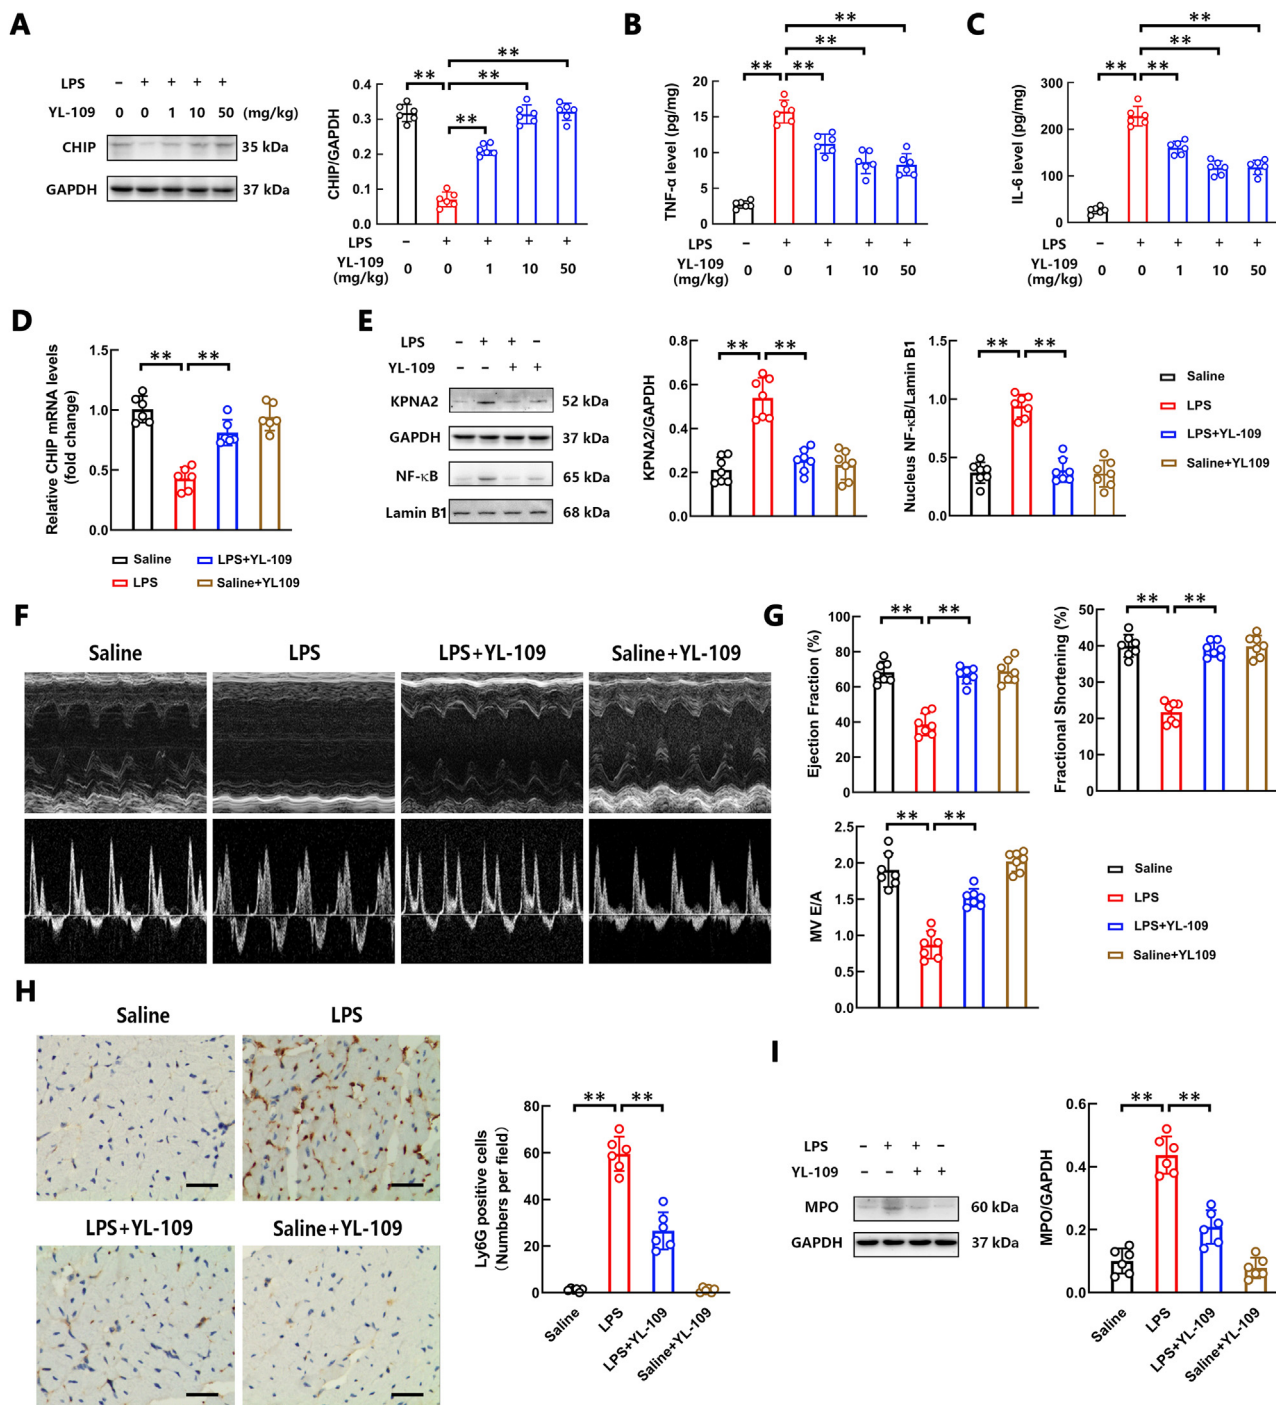 A
LPS − + + + +
YL-109 0 0 1 10 50 (mg/kg)
CHIP 35 kDa
GAPDH 37 kDa
CHIP/GAPDH
0.4
0.3
0.2
0.1
0.0
** ** ** **
LPS − + + + +
YL-109 0 0 1 10 50
(mg/kg)
B
TNF-α level (pg/mg)
20
15
10
5
0
** ** ** **
LPS − + + + +
YL-109 0 0 1 10 50
(mg/kg)
C
IL-6 level (pg/mg)
300
200
100
0
** ** ** **
LPS − + + + +
YL-109 0 0 1 10 50
(mg/kg)
D
Relative CHIP mRNA levels
(fold change)
1.5
1.0
0.5
0.0
** **
Saline LPS+YL-109
LPS Saline+YL109
E
LPS − + + −
YL-109 − − + +
KPNA2 52 kDa
GAPDH 37 kDa
NF-κB 65 kDa
Lamin B1 68 kDa
KPNA2/GAPDH
0.8
0.6
0.4
0.2
0.0
** **
Nucleus NF-κB/Lamin B1
1.5
1.0
0.5
0.0
** **
Saline
LPS
LPS+YL-109
Saline+YL109
F
Saline LPS LPS+YL-109 Saline+YL-109
G
Ejection Fraction (%)
100
80
60
40
20
0
** **
Fractional Shortening (%)
50
40
30
20
10
0
** **
MV E/A
2.5
2.0
1.5
1.0
0.5
0.0
** **
Saline
LPS
LPS+YL-109
Saline+YL109
H
Saline LPS
LPS+YL-109 Saline+YL-109
Ly6G positive cells
(Numbers per field)
80
60
40
20
0
** **
Saline LPS LPS+YL-109 Saline+YL-109
I
LPS − + + −
YL-109 − − + +
MPO 60 kDa
GAPDH 37 kDa
MPO/GAPDH
0.6
0.4
0.2
0.0
** **
Saline LPS LPS+YL-109 Saline+YL-109